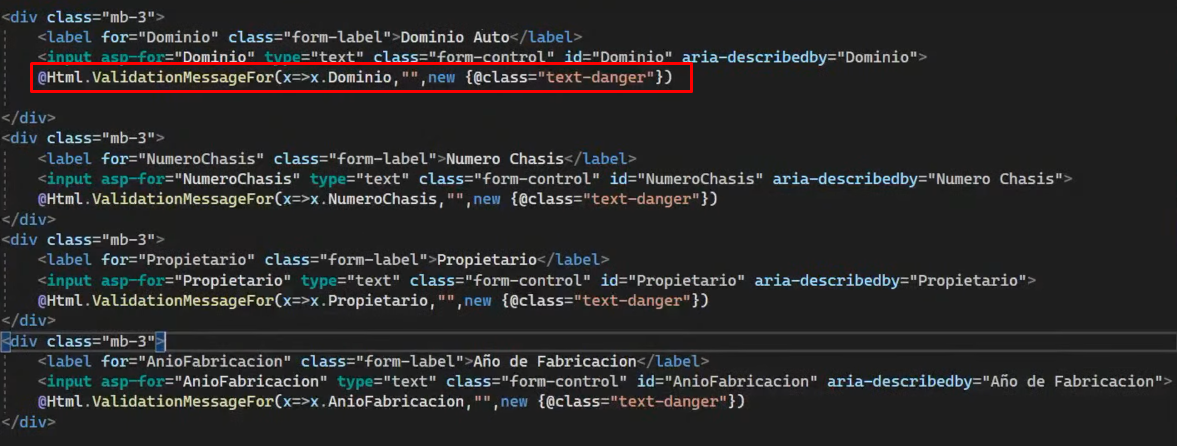 <div class="mb-3">
<label for="Dominio" class="form-label">Dominio Auto</label>
<input asp-for="Dominio" type="text" class="form-control" id="Dominio" aria-describedby="Dominio">
@Html.ValidationMessageFor(x=>x.Dominio,"",new {@class="text-danger"})
</div>
<div class="mb-3">
<label for="NumeroChasis" class="form-label">Numero Chasis</label>
<input asp-for="NumeroChasis" type="text" class="form-control" id="NumeroChasis" aria-describedby="Numero Chasis">
@Html.ValidationMessageFor(x=>x.NumeroChasis,"",new {@class="text-danger"})
</div>
<div class="mb-3">
<label for="Propietario" class="form-label">Propietario</label>
<input asp-for="Propietario" type="text" class="form-control" id="Propietario" aria-describedby="Propietario">
@Html.ValidationMessageFor(x=>x.Propietario,"",new {@class="text-danger"})
</div>
<div class="mb-3">
<label for="AnioFabricacion" class="form-label">Año de Fabricacion</label>
<input asp-for="AnioFabricacion" type="text" class="form-control" id="AnioFabricacion" aria-describedby="Año de Fabricacion">
@Html.ValidationMessageFor(x=>x.AnioFabricacion,"",new {@class="text-danger"})
</div>